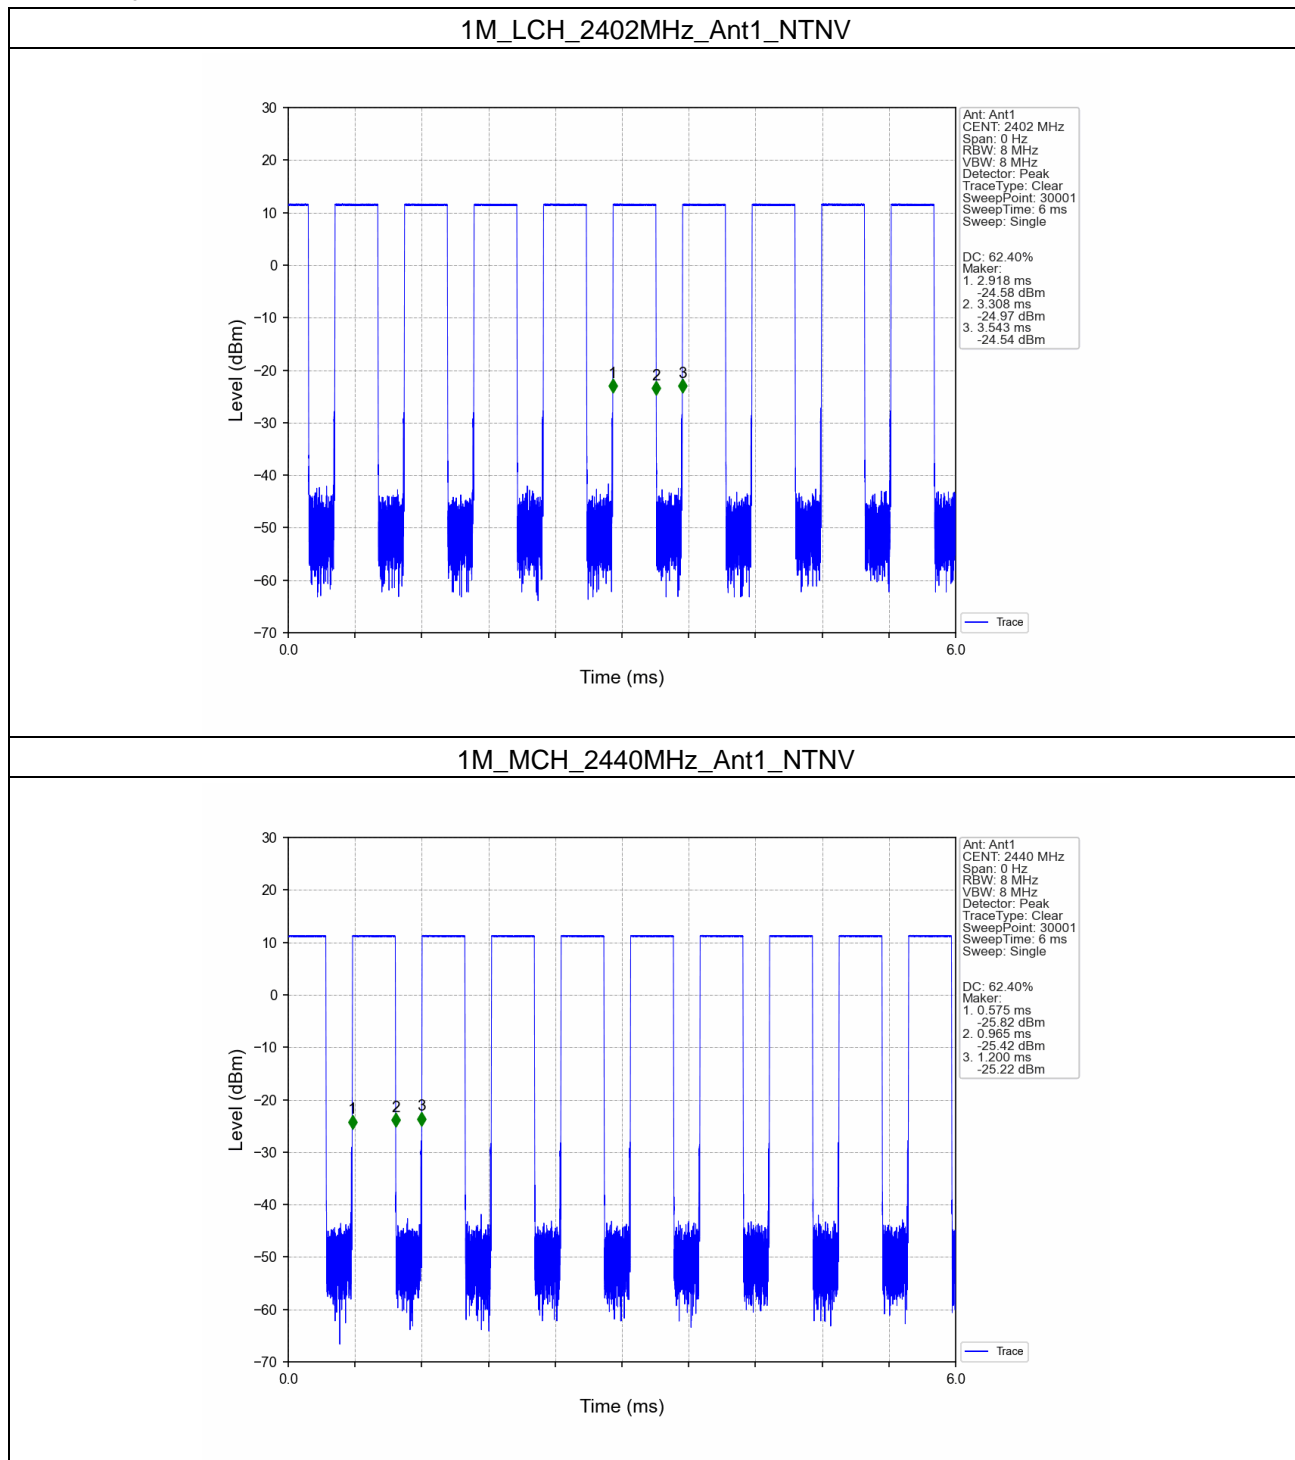 1M_LCH_2402MHz_Ant1_NTNV
30
20
10
0
−10
−20
−30
−40
−50
−60
−70
Level (dBm)
1
2
3
0.0
6.0
Time (ms)
Ant: Ant1
CENT: 2402 MHz
Span: 0 Hz
RBW: 8 MHz
VBW: 8 MHz
Detector: Peak
TraceType: Clear
SweepPoint: 30001
SweepTime: 6 ms
Sweep: Single
DC: 62.40%
Maker:
1. 2.918 ms
-24.58 dBm
2. 3.308 ms
-24.97 dBm
3. 3.543 ms
-24.54 dBm
Trace
1M_MCH_2440MHz_Ant1_NTNV
30
20
10
0
−10
−20
−30
−40
−50
−60
−70
Level (dBm)
1
2
3
0.0
6.0
Time (ms)
Ant: Ant1
CENT: 2440 MHz
Span: 0 Hz
RBW: 8 MHz
VBW: 8 MHz
Detector: Peak
TraceType: Clear
SweepPoint: 30001
SweepTime: 6 ms
Sweep: Single
DC: 62.40%
Maker:
1. 0.575 ms
-25.82 dBm
2. 0.965 ms
-25.42 dBm
3. 1.200 ms
-25.22 dBm
Trace